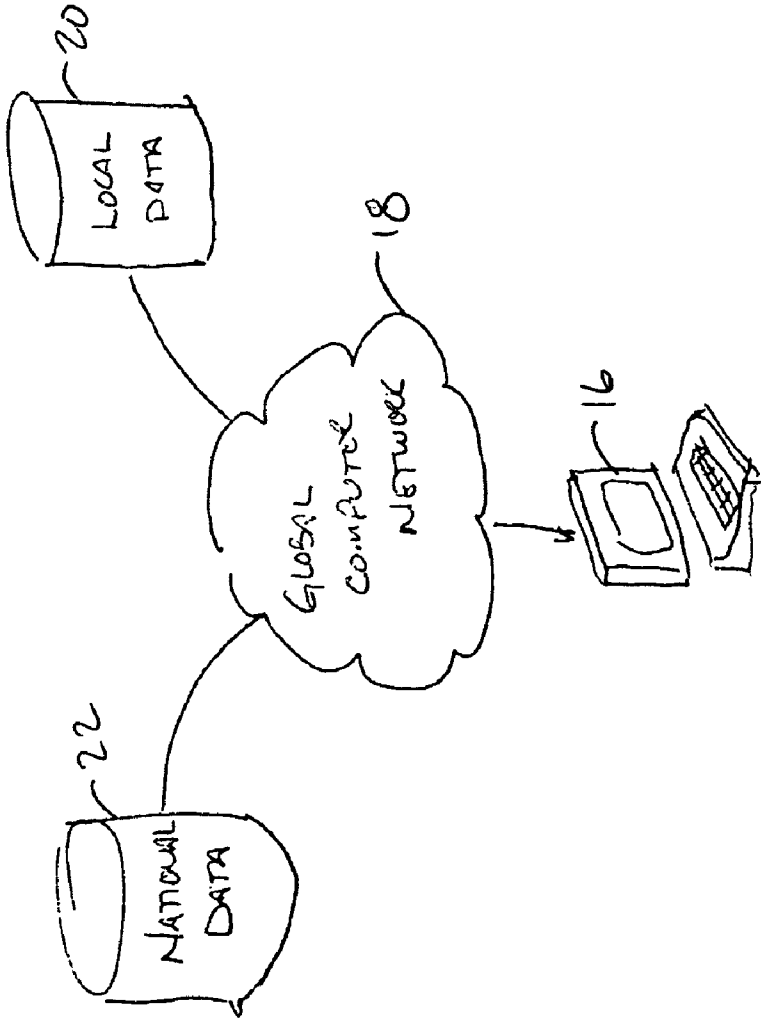 22
NATIONAL
DATA
20
LOCAL
DATA
18
GLOBAL
COMPUTER
NETWORK
16